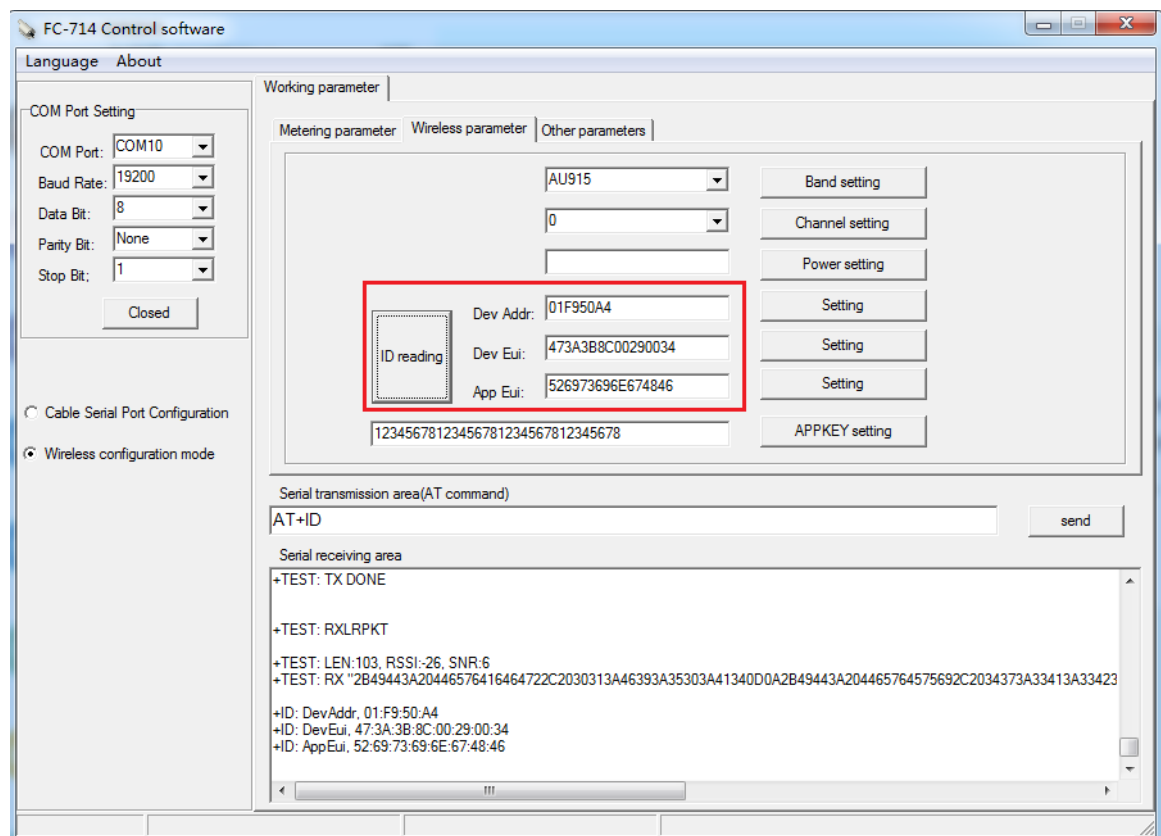 FC-714 Control software
Language About
Working parameter
COM Port Setting
COM Port: COM10
Baud Rate: 19200
Data Bit: 8
Parity Bit: None
Stop Bit; 1
Closed
Cable Serial Port Configuration
Wireless configuration mode
Metering parameter Wireless parameter Other parameters
AU915 Band setting
0 Channel setting
Power setting
ID reading
Dev Addr: 01F950A4 Setting
Dev Eui: 473A3B8C00290034 Setting
App Eui: 526973696E674846 Setting
12345678123456781234567812345678 APPKEY setting
Serial transmission area(AT command)
AT+ID send
Serial receiving area
+TEST: TX DONE
+TEST: RXLRPKT
+TEST: LEN:103, RSSI:-26, SNR:6
+TEST: RX "2B49443A20446576416464722C2030313A46393A35303A41340D0A2B49443A204465764575692C2034373A33413A33423
+ID: DevAddr, 01:F9:50:A4
+ID: DevEui, 47:3A:3B:8C:00:29:00:34
+ID: AppEui, 52:69:73:69:6E:67:48:46